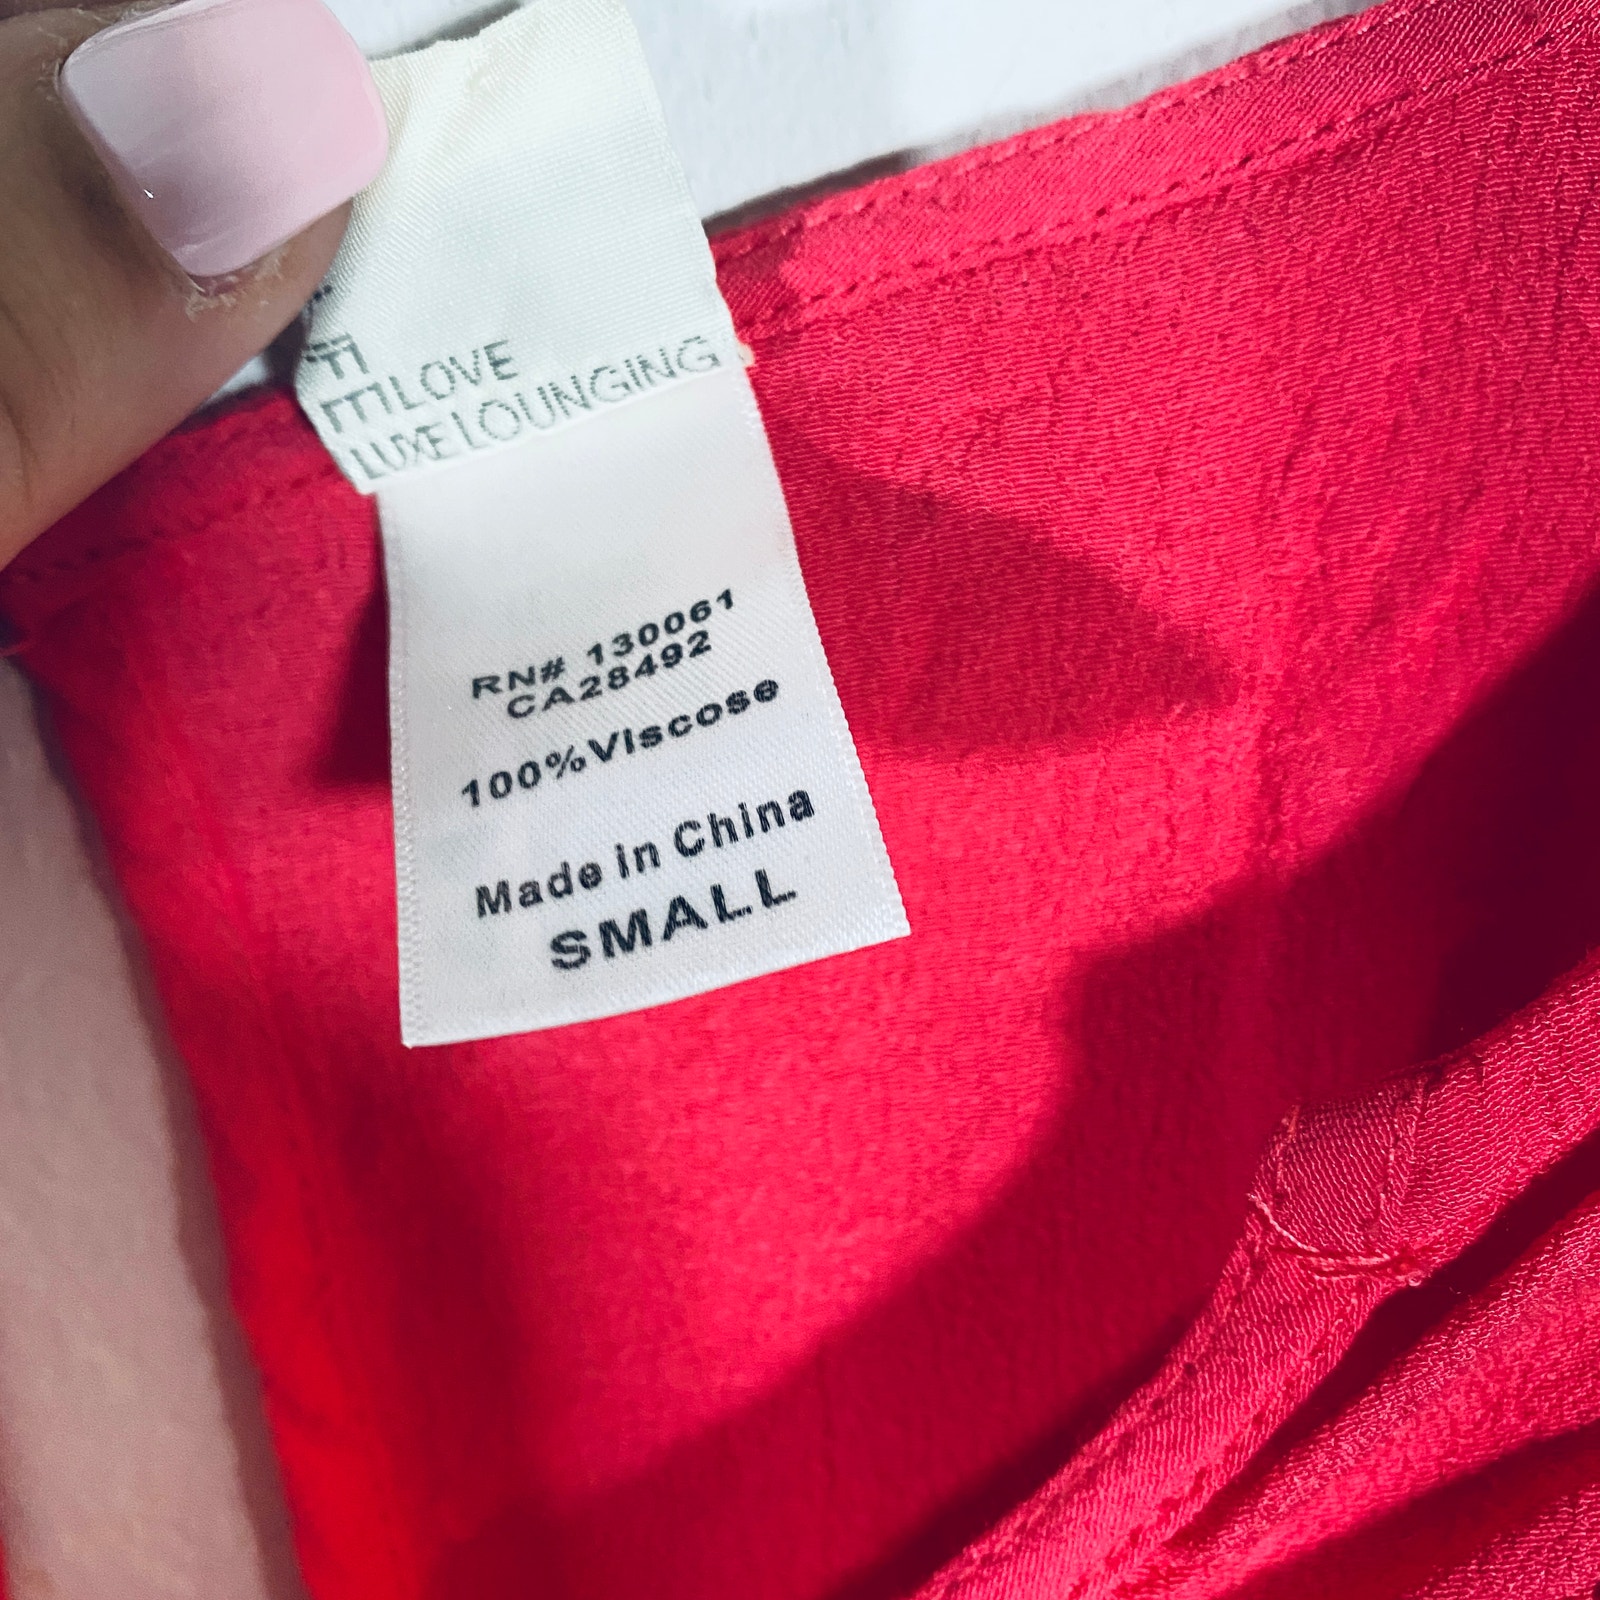 LOVE
LUXE LOUNGING
RN# 130061
CA28492
100%Viscose
Made in China
SMALL